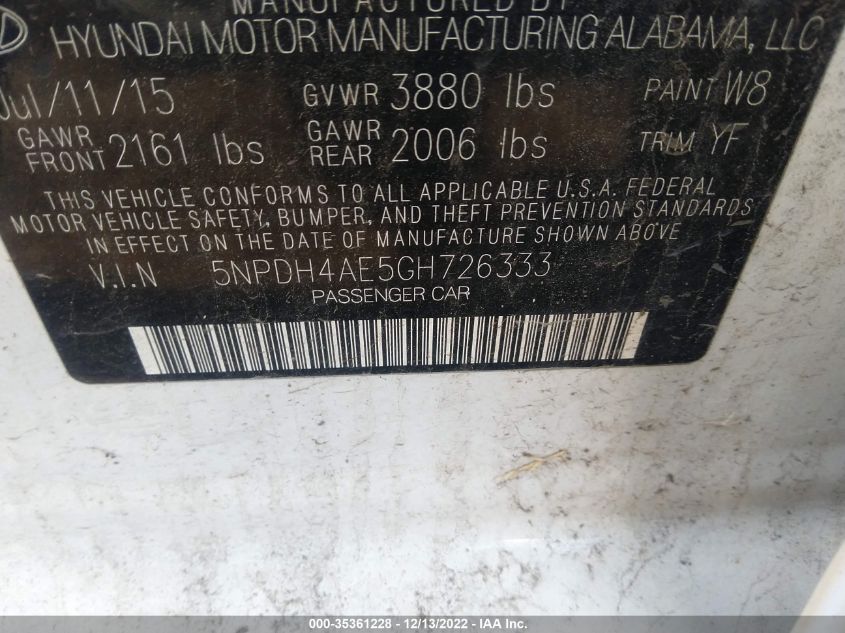 MANUFACTURED BY
HYUNDAI MOTOR MANUFACTURING ALABAMA, LLC
Jul/11/15 GVWR 3880 lbs PAINT W8
GAWR FRONT 2161 lbs GAWR REAR 2006 lbs TRIM YF
THIS VEHICLE CONFORMS TO ALL APPLICABLE U.S.A. FEDERAL
MOTOR VEHICLE SAFETY, BUMPER, AND THEFT PREVENTION STANDARDS
IN EFFECT ON THE DATE OF MANUFACTURE SHOWN ABOVE
V.I.N 5NPDH4AE5GH726333
PASSENGER CAR
000-35361228 - 12/13/2022 - IAA Inc.